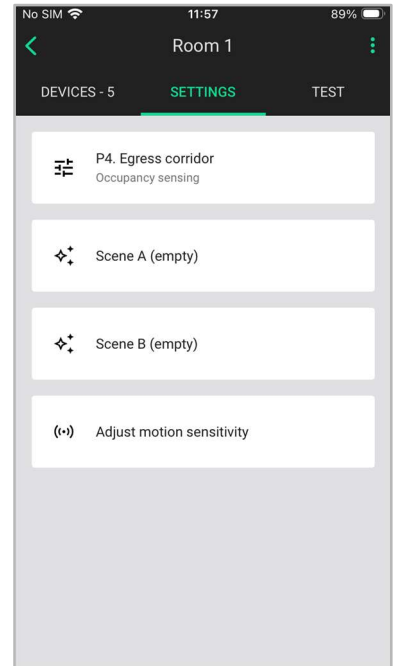 No SIM 11:57 89%
Room 1
DEVICES - 5 SETTINGS TEST
P4. Egress corridor
Occupancy sensing
Scene A (empty)
Scene B (empty)
Adjust motion sensitivity